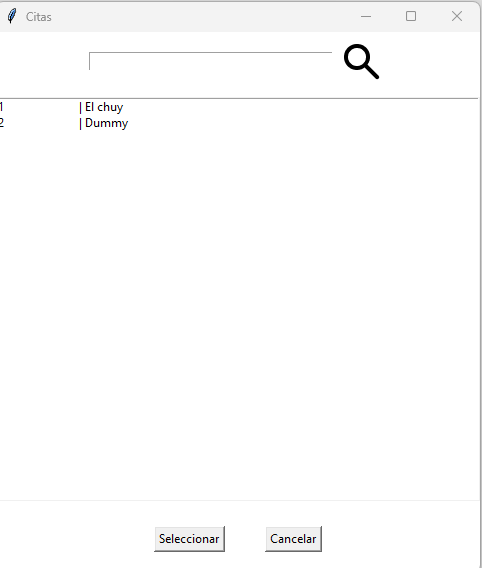 Citas
1 | El chuy
2 | Dummy
Seleccionar Cancelar